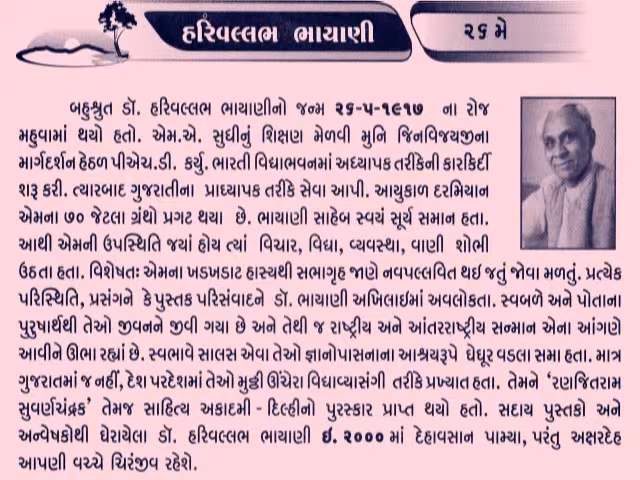 હરિવલ્લભ ભાયાણી
૨૬ મે
બહુશ્રુત ડૉ. હરિવલ્લભ ભાયાણીનો જન્મ ૨૬-૫-૧૯૧૭ ના રોજ
મહુવામાં થયો હતો. એમ.એ. સુધીનું શિક્ષણ મેળવી મુનિ જિનવિજયજીના
માર્ગદર્શન હેઠળ પીએચ.ડી. કર્યુ. ભારતી વિદ્યાભવનમાં અધ્યાપક તરીકેની કારકિર્દી
શરૂ કરી. ત્યારબાદ ગુજરાતીના પ્રાધ્યાપક તરીકે સેવા આપી. આયુકાળ દરમિયાન
એમના ૭૦ જેટલા ગ્રંથો પ્રગટ થયા છે. ભાયાણી સાહેબ સ્વયં સૂર્ય સમાન હતા.
આથી એમની ઉપસ્થિતિ જયાં હોય ત્યાં વિચાર, વિદ્યા, વ્યવસ્થા, વાણી શોભી
ઉઠતા હતા. વિશેષતઃ એમના ખડખડાટ હાસ્યથી સભાગૃહ જાણે નવપલ્લવિત થઇ જતું જોવા મળતું. પ્રત્યેક
પરિસ્થિતિ, પ્રસંગને કે પુસ્તક પરિસંવાદને ડૉ. ભાયાણી અખિલાઇમાં અવલોકતા. સ્વબળે અને પોતાના
પુરુષાર્થથી તેઓ જીવનને જીવી ગયા છે અને તેથી જ રાષ્ટ્રીય અને આંતરરાષ્ટ્રીય સન્માન એના આંગણે
આવીને ઊભા રહ્યાં છે. સ્વભાવે સાલસ એવા તેઓ જ્ઞાનોપાસનાના આશ્રયરૂપે ઘેઘૂર વડલા સમા હતા. માત્ર
ગુજરાતમાં જ નહીં, દેશ પરદેશમાં તેઓ મુઠ્ઠી ઊંચેરા વિદ્યાવ્યાસંગી તરીકે પ્રખ્યાત હતા. તેમને ‘રણજિતરામ
સુવર્ણચંદ્રક’ તેમજ સાહિત્ય અકાદમી - દિલ્હીનો પુરસ્કાર પ્રાપ્ત થયો હતો. સદાય પુસ્તકો અને
અન્વેષકોથી ઘેરાયેલા ડૉ. હરિવલ્લભ ભાયાણી ઇ. ૨૦૦૦ માં દેહાવસાન પામ્યા, પરંતુ અક્ષરદેહ
આપણી વચ્ચે ચિરંજીવ રહેશે.